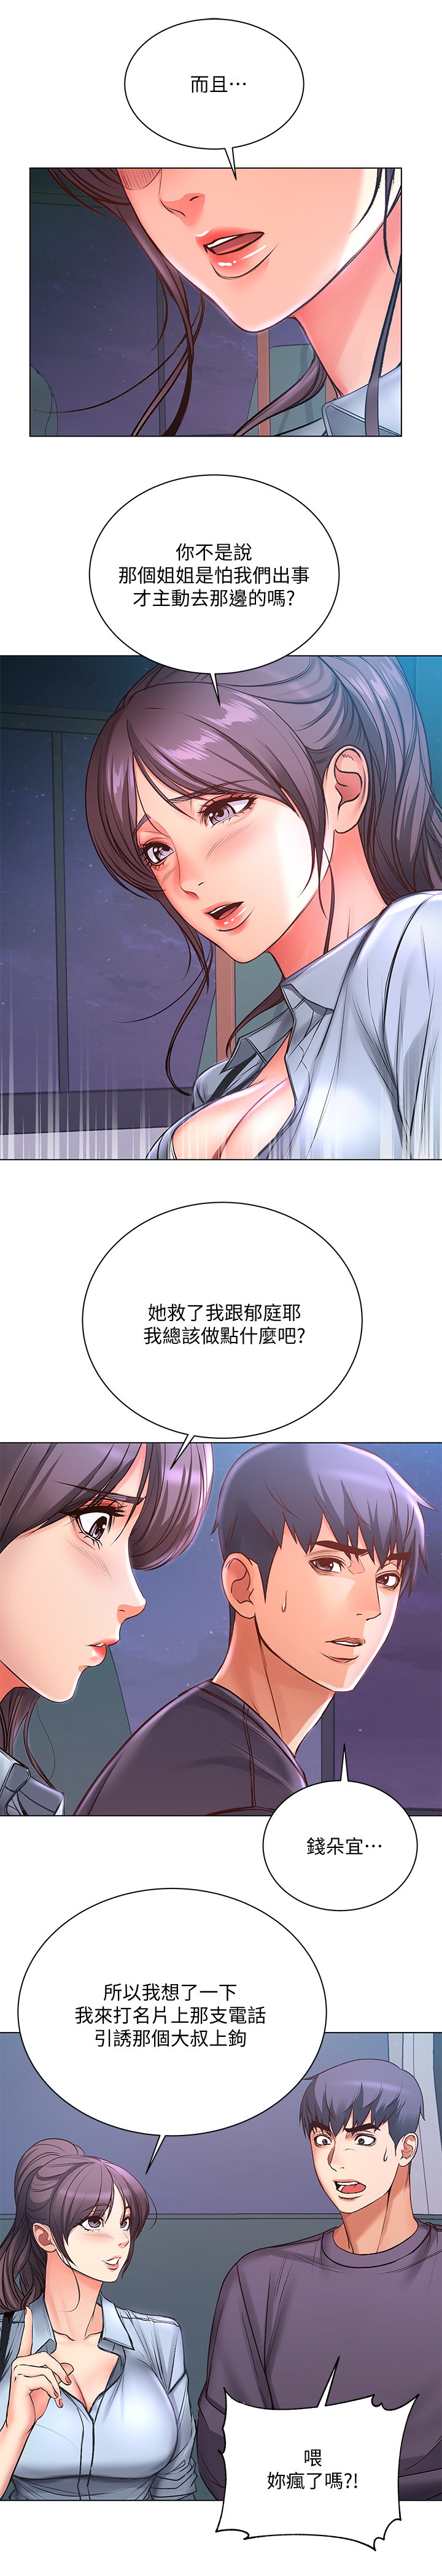 而且…
你不是說
那個姐姐是怕我們出事
才主動去那邊的嗎?
她救了我跟郁庭耶
我總該做點什麼吧?
錢朵宜…
所以我想了一下
我來打名片上那支電話
引誘那個大叔上鉤
喂
妳瘋了嗎?!